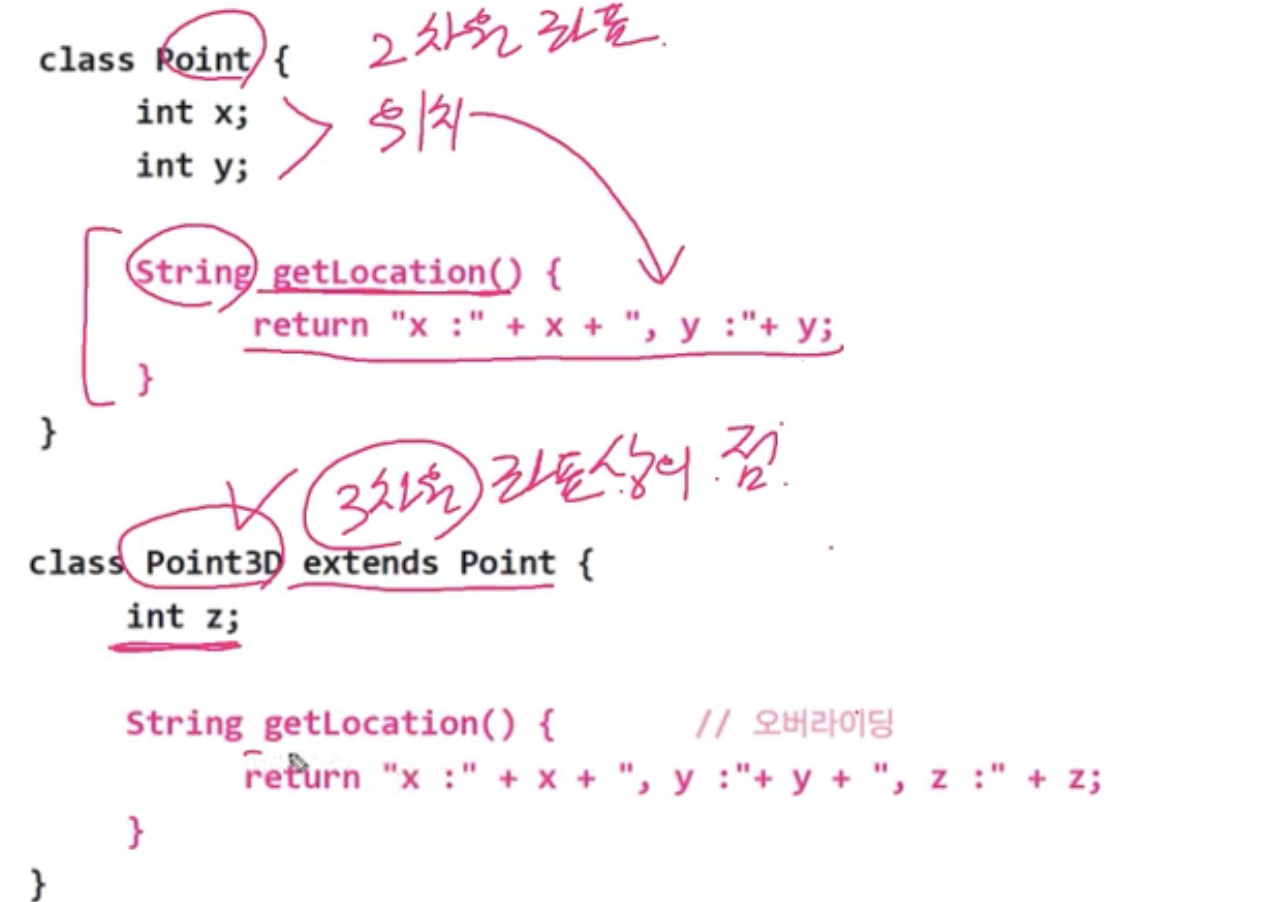 class Point {
2차원 좌표.
int x;
위치
int y;
String getLocation() {
return "x :" + x + ", y :"+ y;
}
}
3차원 좌표상의 점.
class Point3D extends Point {
int z;
String getLocation() { // 오버라이딩
return "x :" + x + ", y :"+ y + ", z :" + z;
}
}